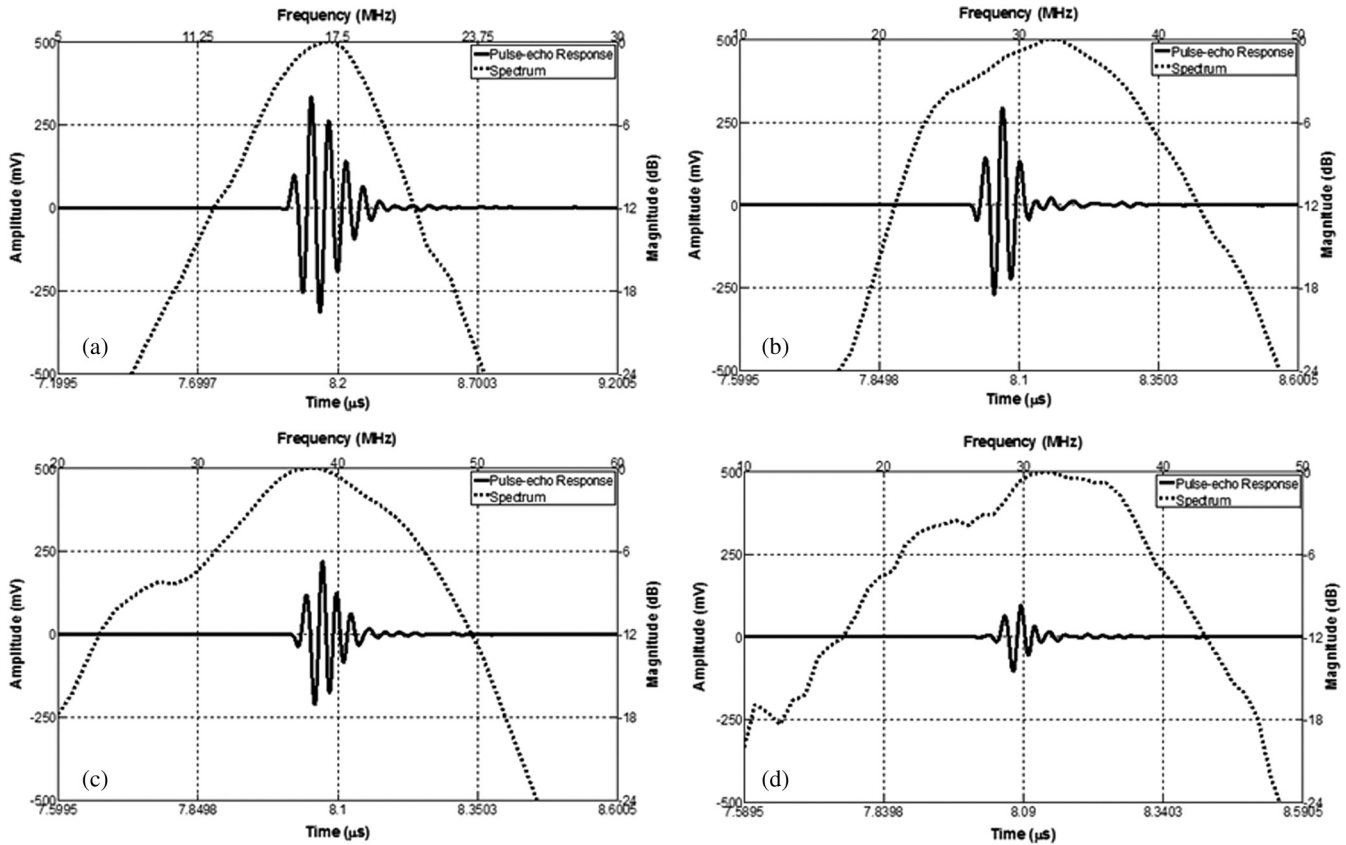 Frequency (MHz)
5 11.25 17.5 23.75 30
Pulse-echo Response
Spectrum
500 250 0 -250 -500
Amplitude (mV)
0 -6 -12 -18 -24
Magnitude (dB)
(a)
7.1995 7.6997 8.2 8.7003 9.2005
Time (μs)
Frequency (MHz)
10 20 30 40 50
Pulse-echo Response
Spectrum
500 250 0 -250 -500
Amplitude (mV)
0 -6 -12 -18 -24
Magnitude (dB)
(b)
7.5995 7.8498 8.1 8.3503 8.6005
Time (μs)
Frequency (MHz)
20 30 40 50 60
Pulse-echo Response
Spectrum
500 250 0 -250 -500
Amplitude (mV)
0 -6 -12 -18 -24
Magnitude (dB)
(c)
7.5995 7.8498 8.1 8.3503 8.6005
Time (μs)
Frequency (MHz)
10 20 30 40 50
Pulse-echo Response
Spectrum
500 250 0 -250 -500
Amplitude (mV)
0 -6 -12 -18 -24
Magnitude (dB)
(d)
7.5895 7.8398 8.09 8.3403 8.5905
Time (μs)